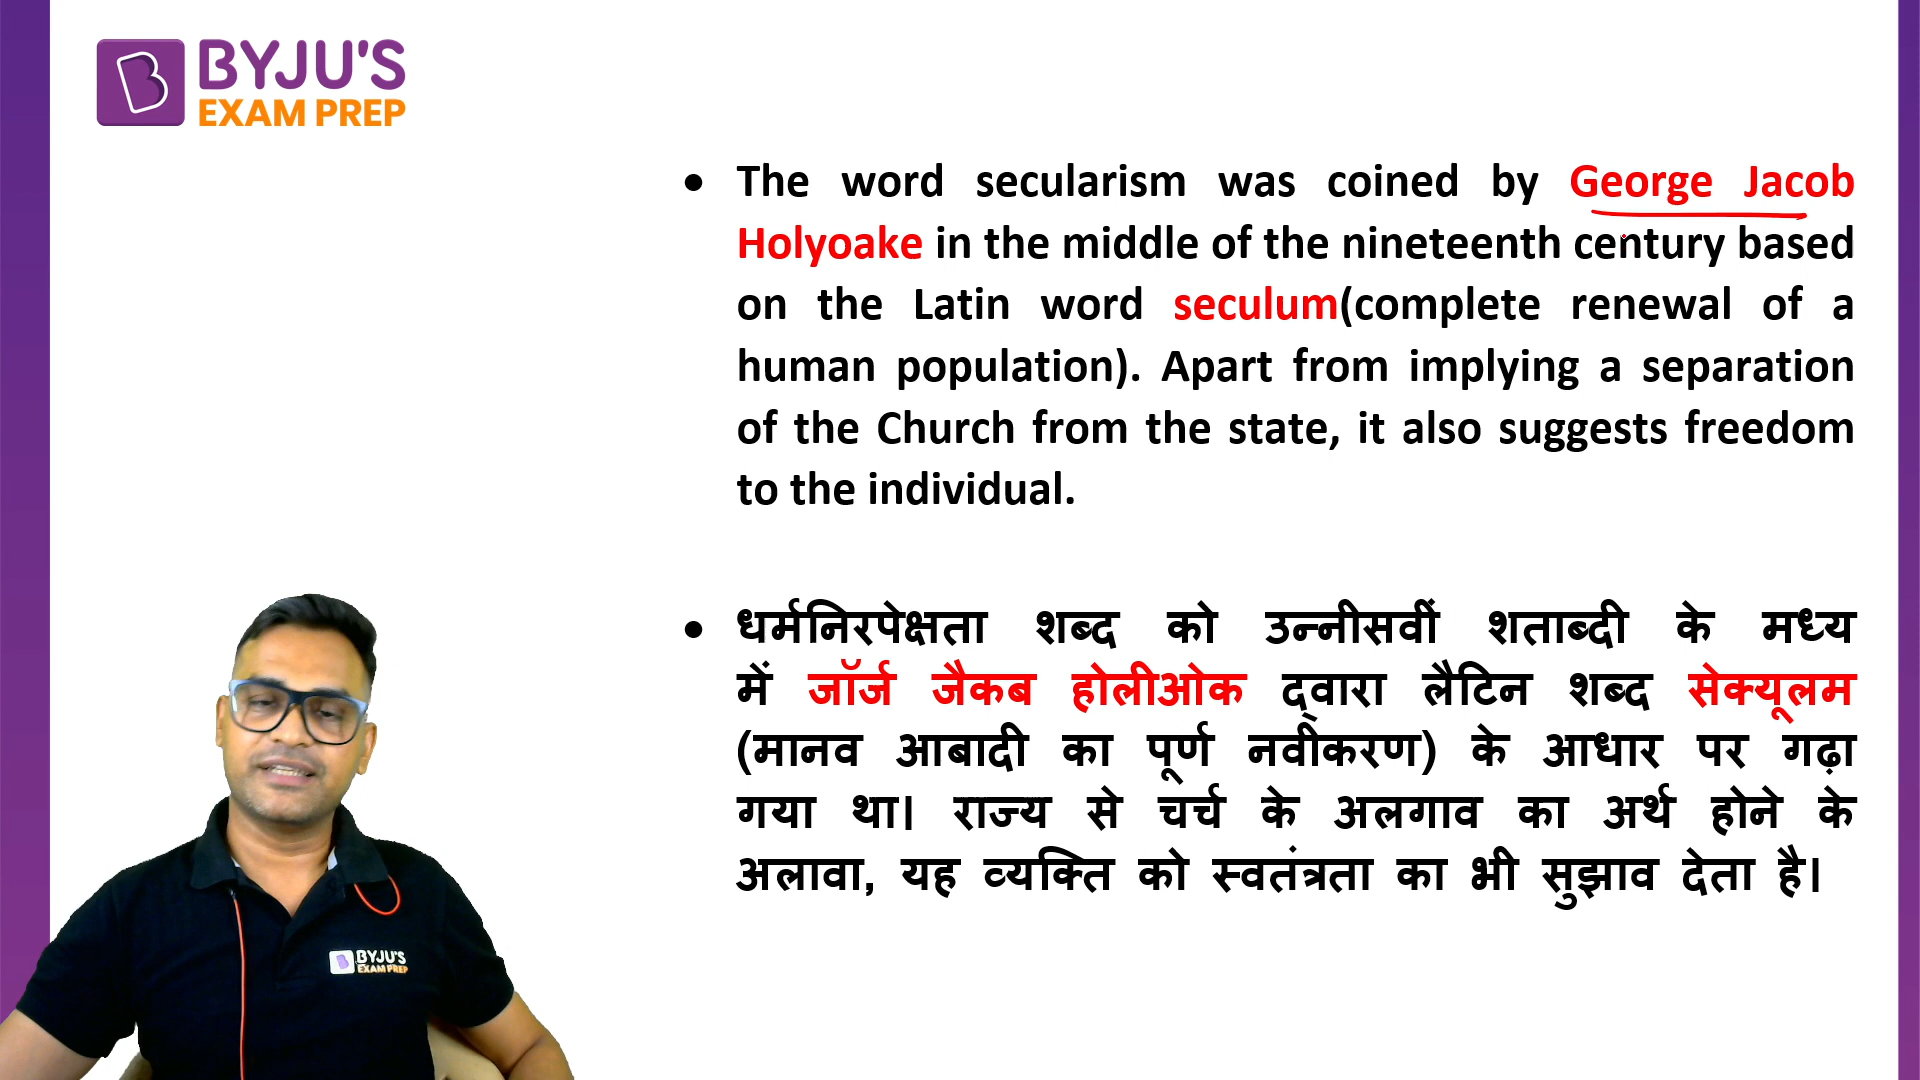 BYJU'S
EXAM PREP
• The word secularism was coined by George Jacob
Holyoake in the middle of the nineteenth century based
on the Latin word seculum(complete renewal of a
human population). Apart from implying a separation
of the Church from the state, it also suggests freedom
to the individual.
• धर्मनिरपेक्षता शब्द को उन्नीसवीं शताब्दी के मध्य
में जॉर्ज जैकब होलीओक द्वारा लैटिन शब्द सेक्यूलम
(मानव आबादी का पूर्ण नवीकरण) के आधार पर गढ़ा
गया था। राज्य से चर्च के अलगाव का अर्थ होने के
अलावा, यह व्यक्ति को स्वतंत्रता का भी सुझाव देता है।
BYJU'S
EXAM PREP